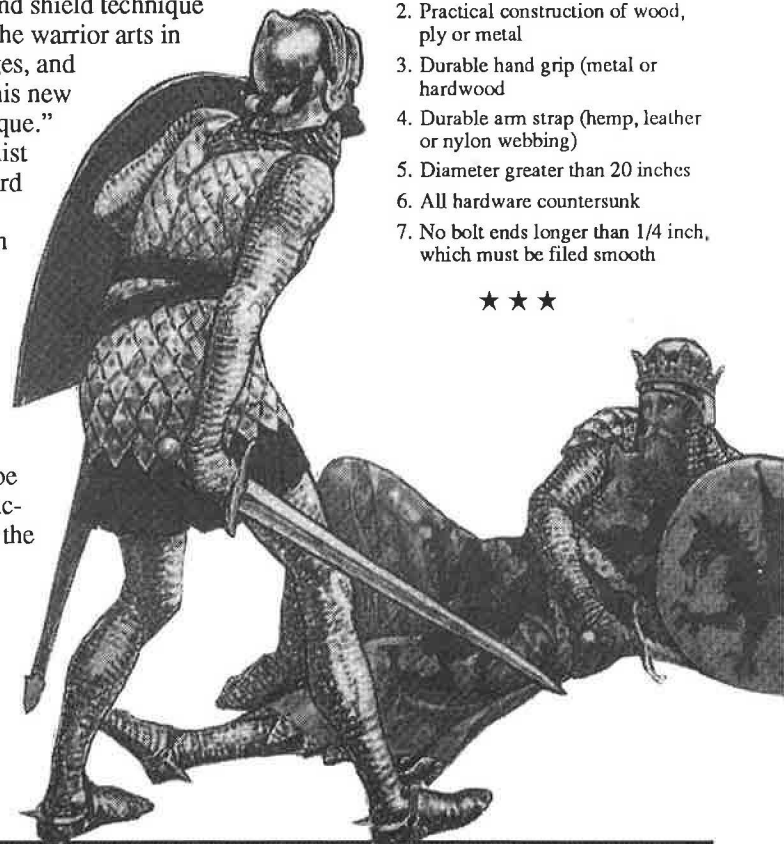 nd shield technique
he warrior arts in
es, and
is new
que."
ist
rd
n
be
ac-
the
2. Practical construction of wood,
ply or metal
3. Durable hand grip (metal or
hardwood
4. Durable arm strap (hemp, leather
or nylon webbing)
5. Diameter greater than 20 inches
6. All hardware countersunk
7. No bolt ends longer than 1/4 inch,
which must be filed smooth
★ ★ ★